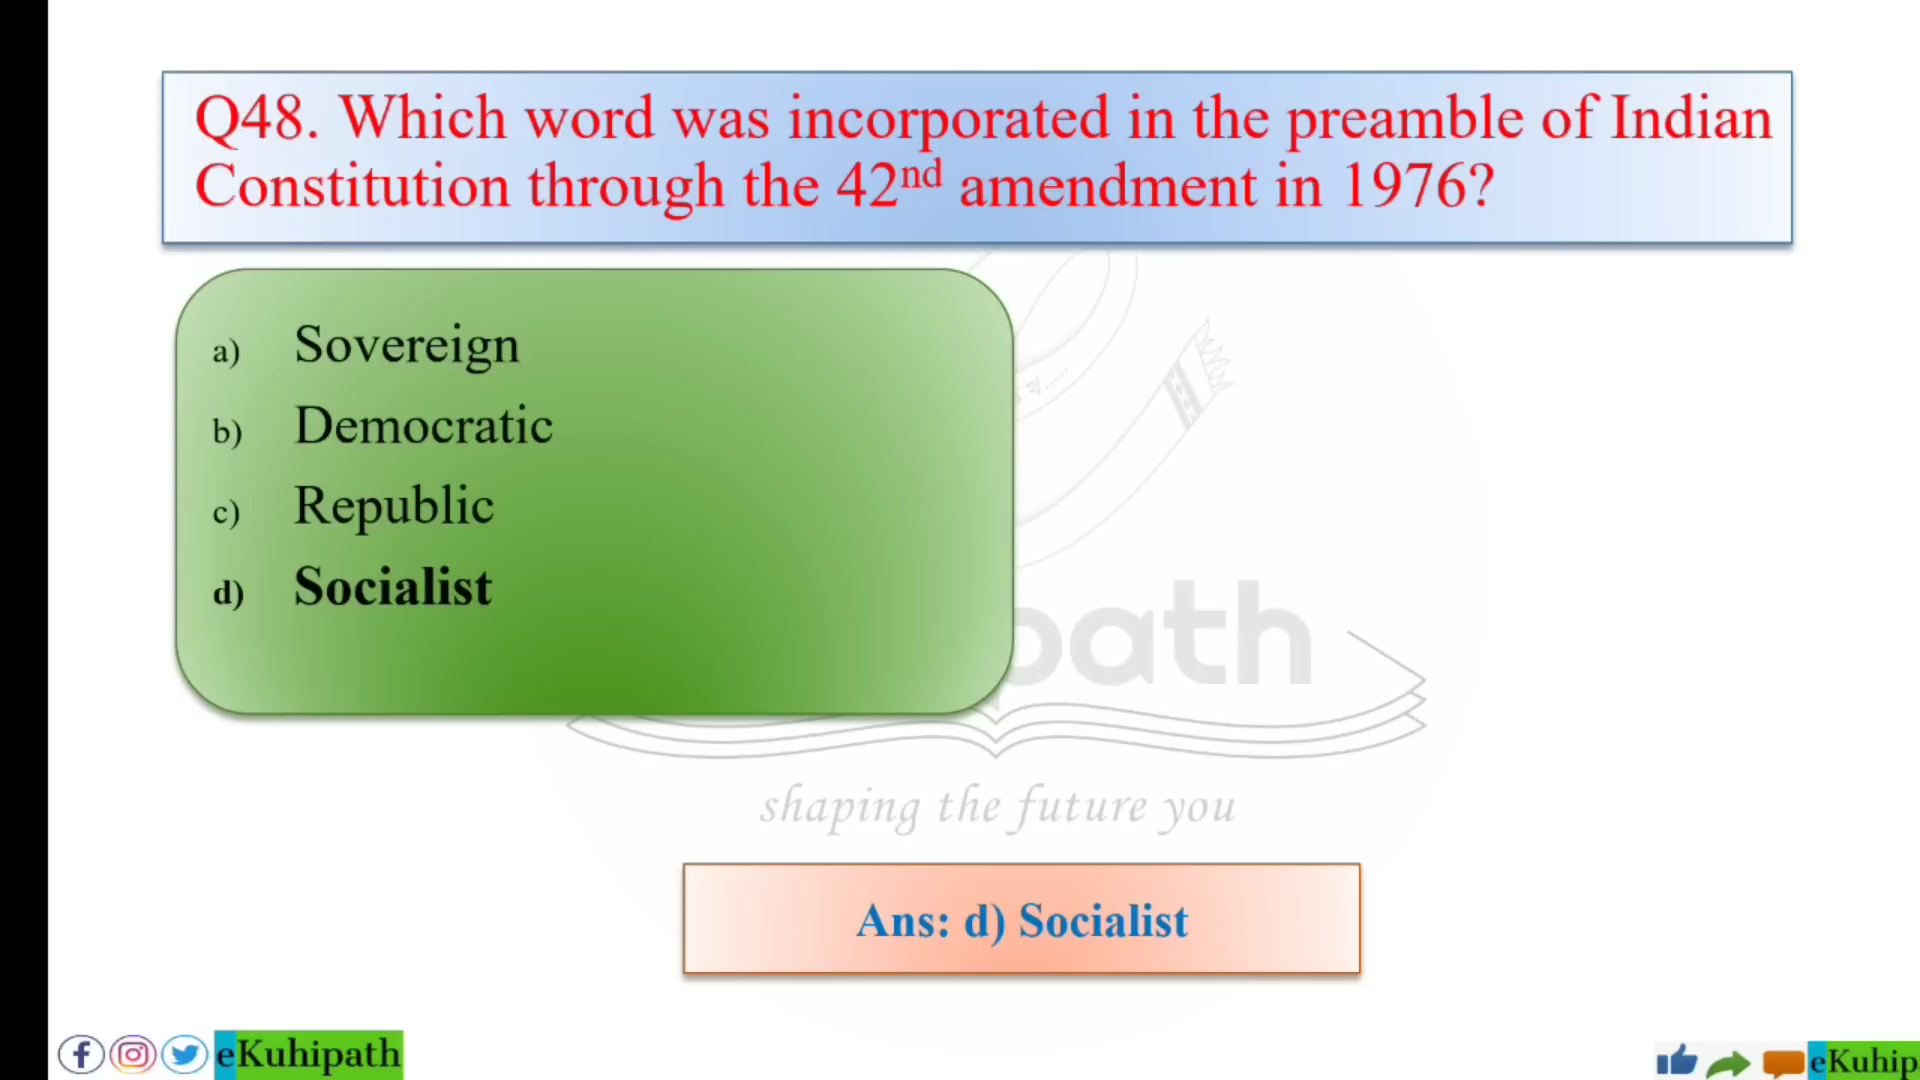 Q48. Which word was incorporated in the preamble of Indian
Constitution through the 42nd amendment in 1976?
a) Sovereign
b) Democratic
c) Republic
d) Socialist
path
shaping the future you
Ans: d) Socialist
eKuhipath
eKuhip